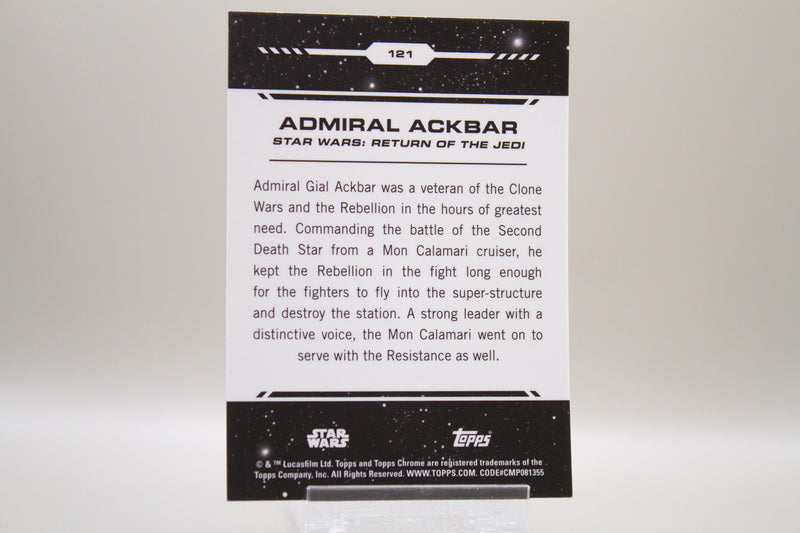 121
ADMIRAL ACKBAR
STAR WARS: RETURN OF THE JEDI
Admiral Gial Ackbar was a veteran of the Clone
Wars and the Rebellion in the hours of greatest
need. Commanding the battle of the Second
Death Star from a Mon Calamari cruiser, he
kept the Rebellion in the fight long enough
for the fighters to fly into the super-structure
and destroy the station. A strong leader with a
distinctive voice, the Mon Calamari went on to
serve with the Resistance as well.
STAR
WARS
topps
© & ™ Lucasfilm Ltd. Topps and Topps Chrome are registered trademarks of the
Topps Company, Inc. All Rights Reserved. WWW.TOPPS.COM. CODE#CMP081355